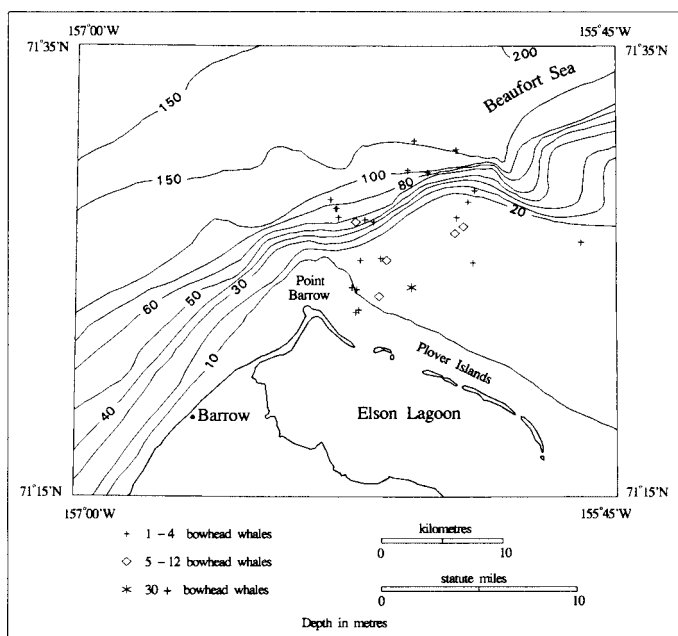 157°00'W 155°45'W
71°35'N 71°35'N
200
Beaufort Sea
150
150
100
80
20
60
50
30
Point
Barrow
10
Plover Islands
40
Barrow
Elson Lagoon
71°15'N 71°15'N
157°00'W 155°45'W
+ 1 – 4 bowhead whales
◇ 5 – 12 bowhead whales
✳ 30 + bowhead whales
kilometres
0 10
statute miles
0 10
Depth in metres